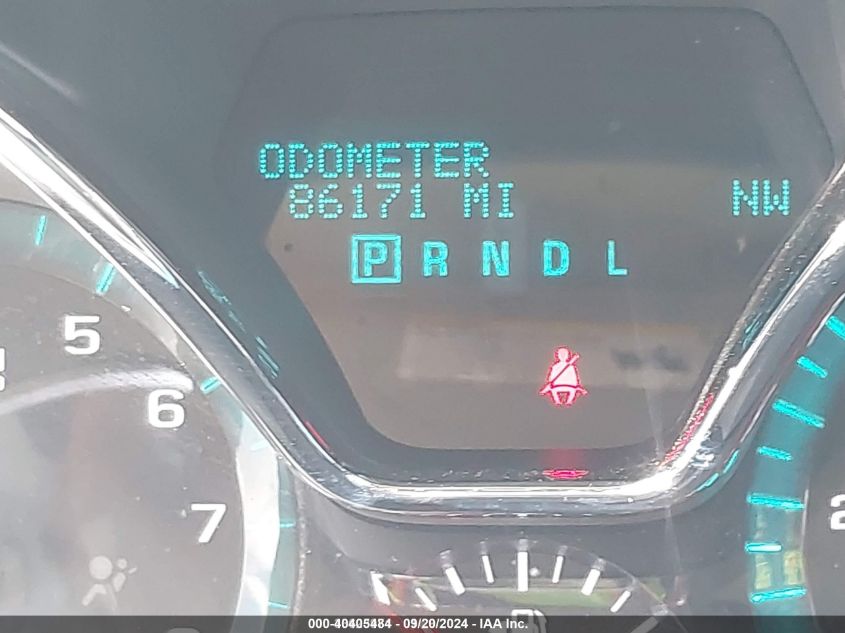 ODOMETER
86171 MI NW
P R N D L
5
6
7
2
000-40405484 - 09/20/2024 - IAA Inc.